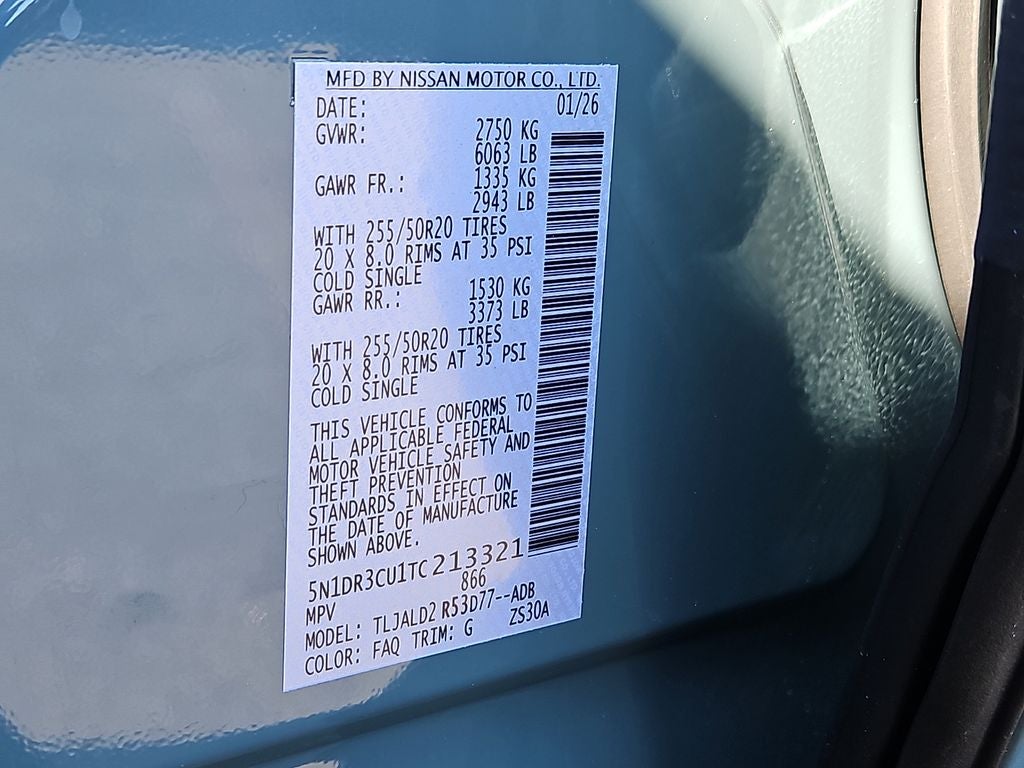 MFD BY NISSAN MOTOR CO., LTD.
DATE: 01/26
GVWR: 2750 KG
6063 LB
GAWR FR.: 1335 KG
2943 LB
WITH 255/50R20 TIRES
20 X 8.0 RIMS AT 35 PSI
COLD SINGLE
GAWR RR.: 1530 KG
3373 LB
WITH 255/50R20 TIRES
20 X 8.0 RIMS AT 35 PSI
COLD SINGLE
THIS VEHICLE CONFORMS TO
ALL APPLICABLE FEDERAL
MOTOR VEHICLE SAFETY AND
THEFT PREVENTION
STANDARDS IN EFFECT ON
THE DATE OF MANUFACTURE
SHOWN ABOVE.
5N1DR3CU1TC213321
MPV 866
MODEL: TLJALD2 R53D77--ADB
COLOR: FAQ TRIM: G ZS30A